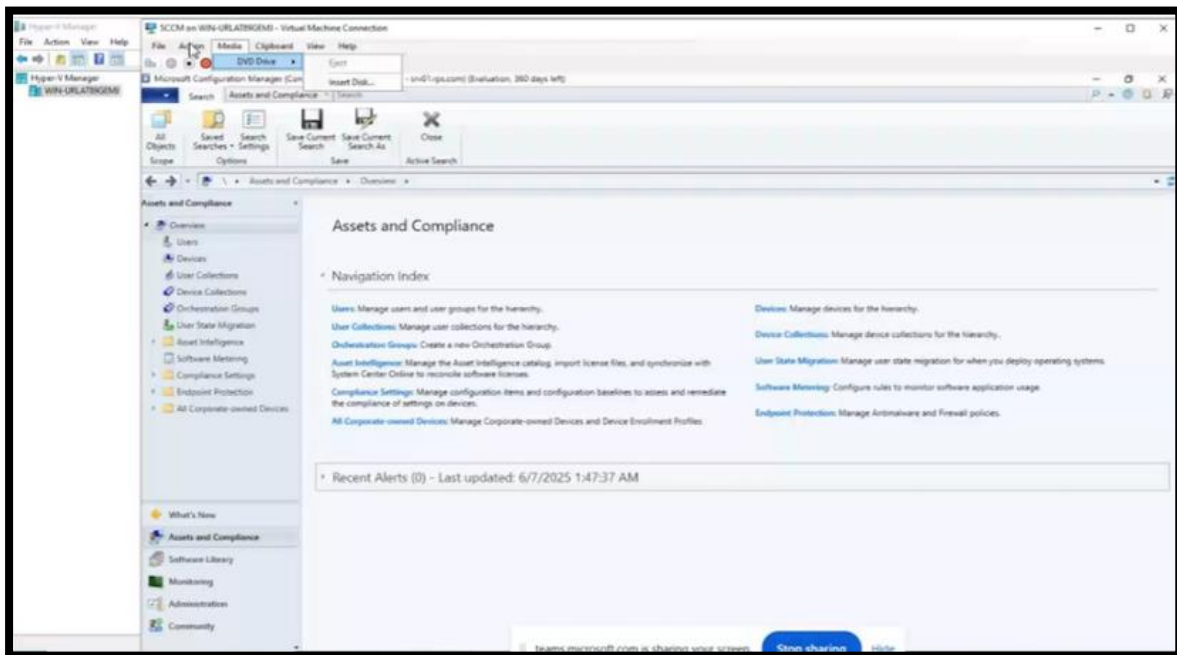 Hyper-V Manager
File Action View Help
Hyper-V Manager
WIN-URLAT8GEMI
SCCM on WIN-URLAT890EMI - Virtual Machine Connection
File Action Media Clipboard View Help
DVD Drive
Eject
Insert Disk...
Microsoft Configuration Manager (Con
(Evaluation, 360 days left)
Search Assets and Compliance Search
All Objects
Saved Searches
Search Settings
Save Current Search
Save Current Search As
Close
Scope Options Save Active Search
\ Assets and Compliance Overview
Assets and Compliance
Overview
Users
Devices
User Collections
Device Collections
Orchestration Groups
User State Migration
Asset Intelligence
Software Metering
Compliance Settings
Endpoint Protection
All Corporate-owned Devices
What's New
Assets and Compliance
Software Library
Monitoring
Administration
Community
Assets and Compliance
Navigation Index
Users: Manage users and user groups for the hierarchy.
User Collections: Manage user collections for the hierarchy.
Orchestration Groups: Create a new Orchestration Group.
Asset Intelligence: Manage the Asset Intelligence catalog, import license files, and synchronize with
System Center Online to reconcile software licenses.
Compliance Settings: Manage configuration items and configuration baselines to assess and remediate
the compliance of settings on devices.
All Corporate-owned Devices: Manage Corporate-owned Devices and Device Enrollment Profiles
Devices: Manage devices for the hierarchy.
Device Collections: Manage device collections for the hierarchy.
User State Migration: Manage user state migration for when you deploy operating systems.
Software Metering: Configure rules to monitor software application usage.
Endpoint Protection: Manage Antimalware and Firewall policies.
Recent Alerts (0) - Last updated: 6/7/2025 1:47:37 AM
teams.microsoft.com is sharing your screen. Stop sharing Hide